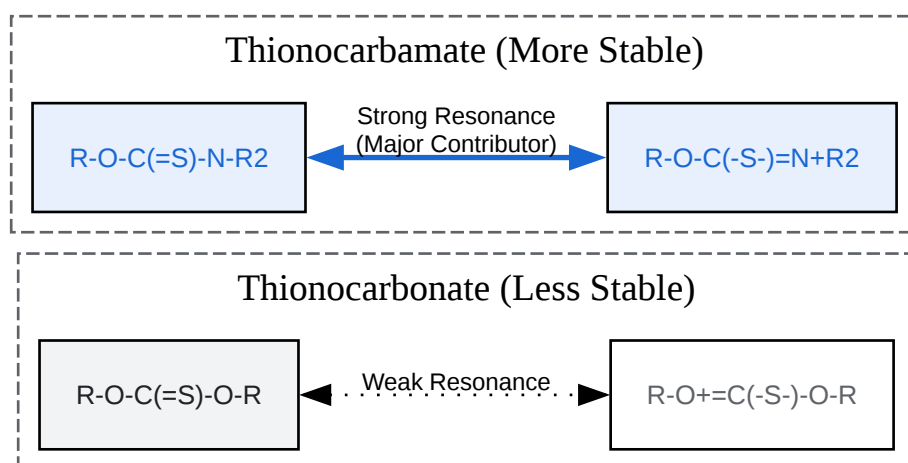 Thionocarbamate (More Stable)
Strong Resonance
(Major Contributor)
R-O-C(=S)-N-R2
R-O-C(-S-)=N+R2
Thionocarbonate (Less Stable)
R-O-C(=S)-O-R
Weak Resonance
R-O+=C(-S-)-O-R